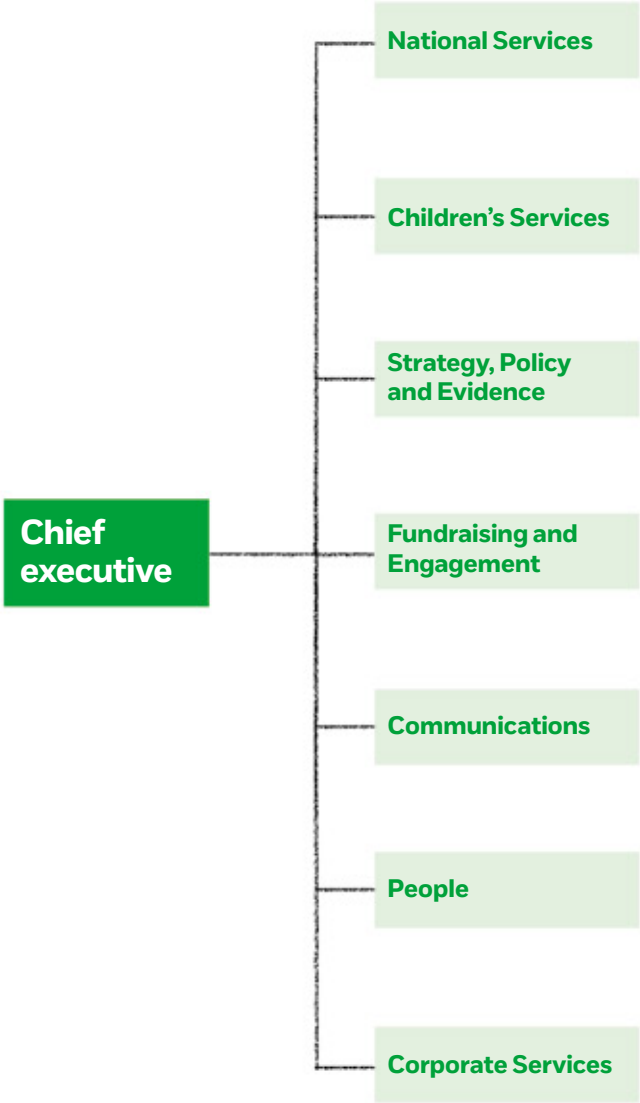 National Services
Children’s Services
Strategy, Policy
and Evidence
Chief
executive
Fundraising and
Engagement
Communications
People
Corporate Services